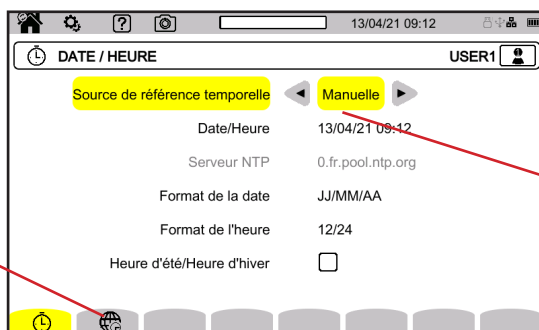 13/04/21 09:12
DATE / HEURE USER1
Source de référence temporelle Manuelle
Date/Heure 13/04/21 09:12
Serveur NTP 0.fr.pool.ntp.org
Format de la date JJ/MM/AA
Format de l'heure 12/24
Heure d'été/Heure d'hiver